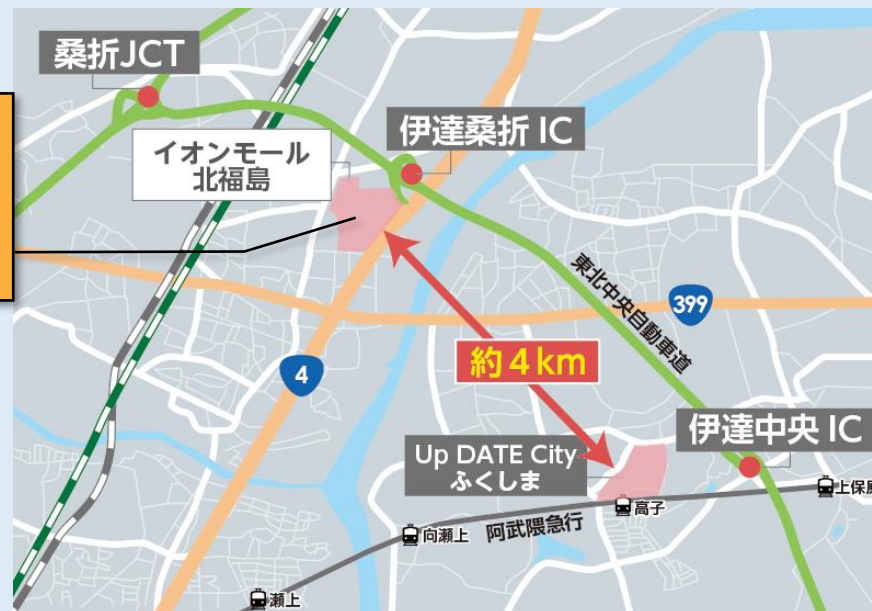 桑折JCT
伊達桑折 IC
イオンモール
北福島
東北中央自動車道
399
4
約4km
伊達中央 IC
Up DATE City
ふくしま
上保原
高子
向瀬上
阿武隈急行
瀬上